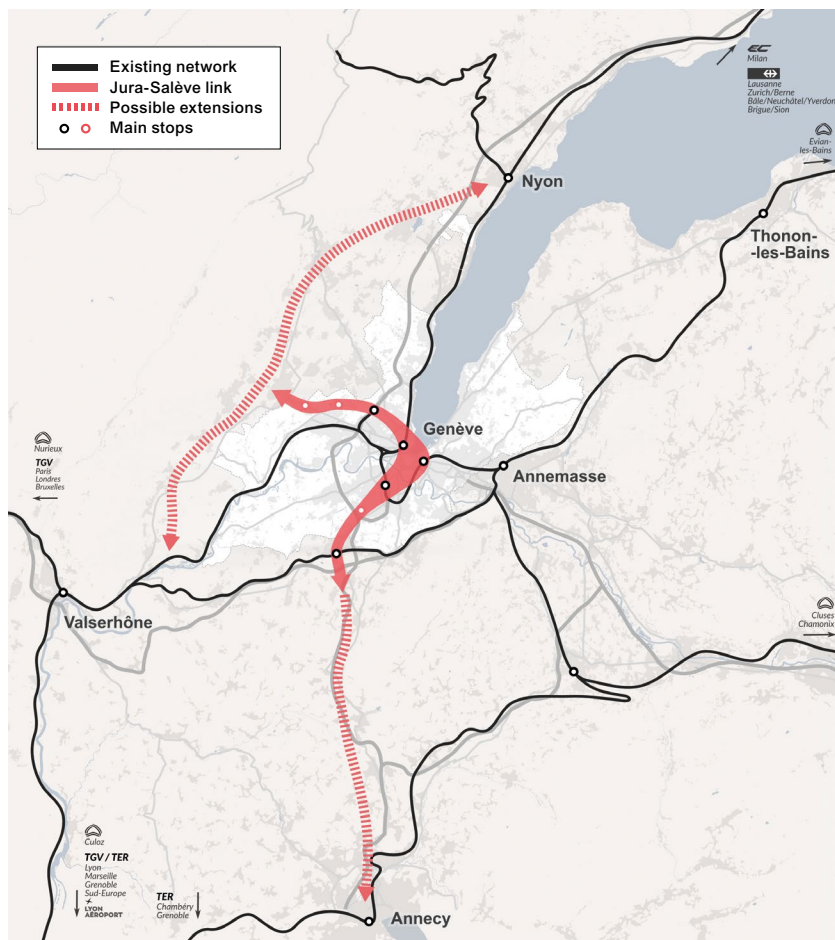 Existing network
Jura-Salève link
Possible extensions
Main stops
EC
Milan
Lausanne
Zurich/Berne
Bâle/Neuchâtel/Yverdon
Brigue/Sion
Evian-
les-Bains
Nyon
Thonon-
-les-Bains
Genève
Annemasse
Nurieux
TGV
Paris
Londres
Bruxelles
Valserhône
Cluses
Chamonix
Culoz
TGV / TER
Lyon
Marseille
Grenoble
Sud-Europe
LYON
AÉROPORT
TER
Chambéry
Grenoble
Annecy